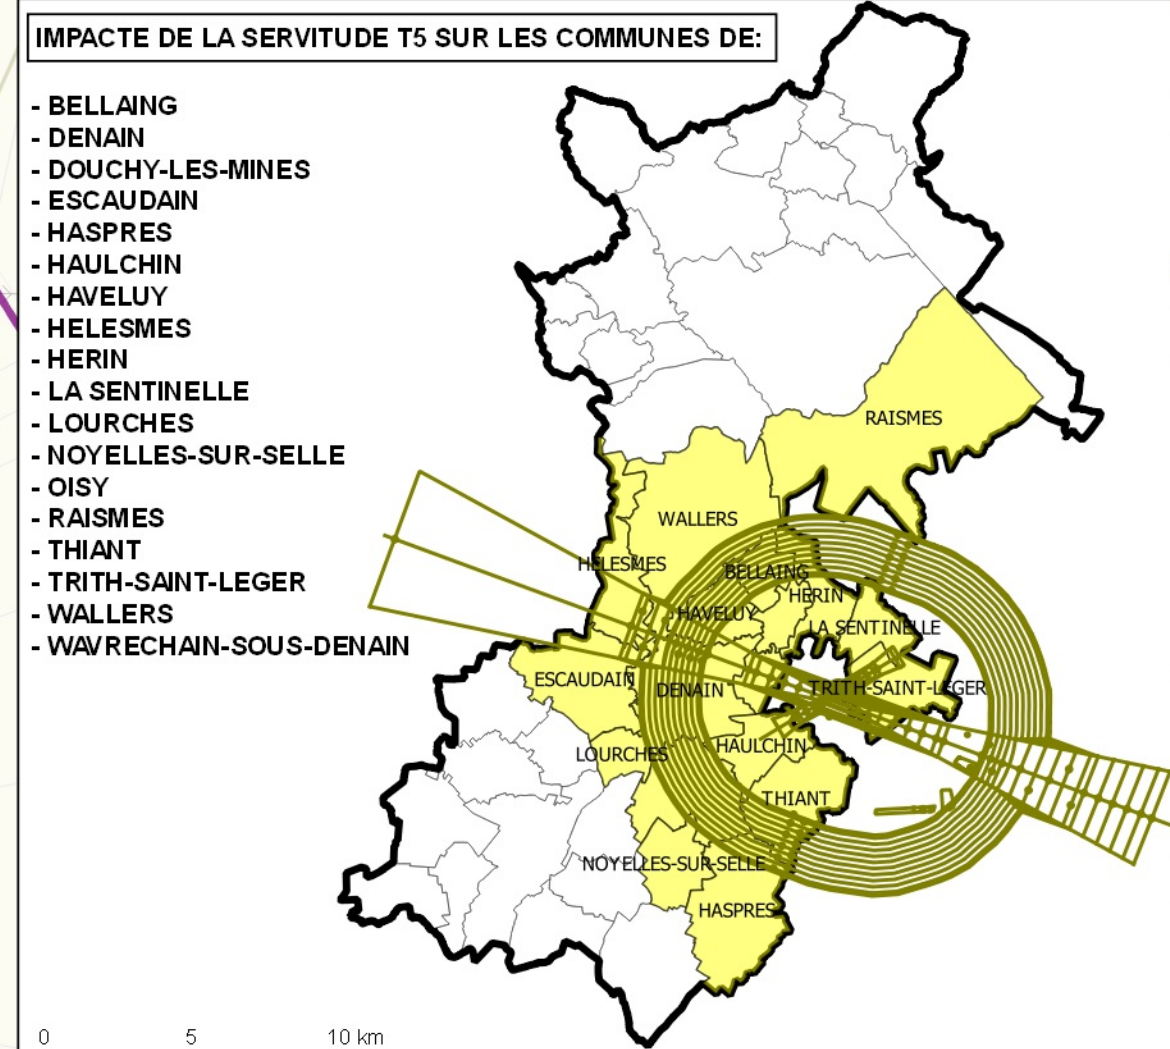 IMPACTE DE LA SERVITUDE T5 SUR LES COMMUNES DE:
- BELLAING
- DENAIN
- DOUCHY-LES-MINES
- ESCAUDAIN
- HASPRES
- HAULCHIN
- HAVELUY
- HELESMES
- HERIN
- LA SENTINELLE
- LOURCHES
- NOYELLES-SUR-SELLE
- OISY
- RAISMES
- THIANT
- TRITH-SAINT-LEGER
- WALLERS
- WAVRECHAIN-SOUS-DENAIN
RAISMES
WALLERS
HELESMES
BELLAING
HERIN
HAVELUY
LA SENTINELLE
ESCAUDAIN
DENAIN
TRITH-SAINT-LEGER
HAULCHIN
LOURCHES
THIANT
NOYELLES-SUR-SELLE
HASPRES
0 5 10 km